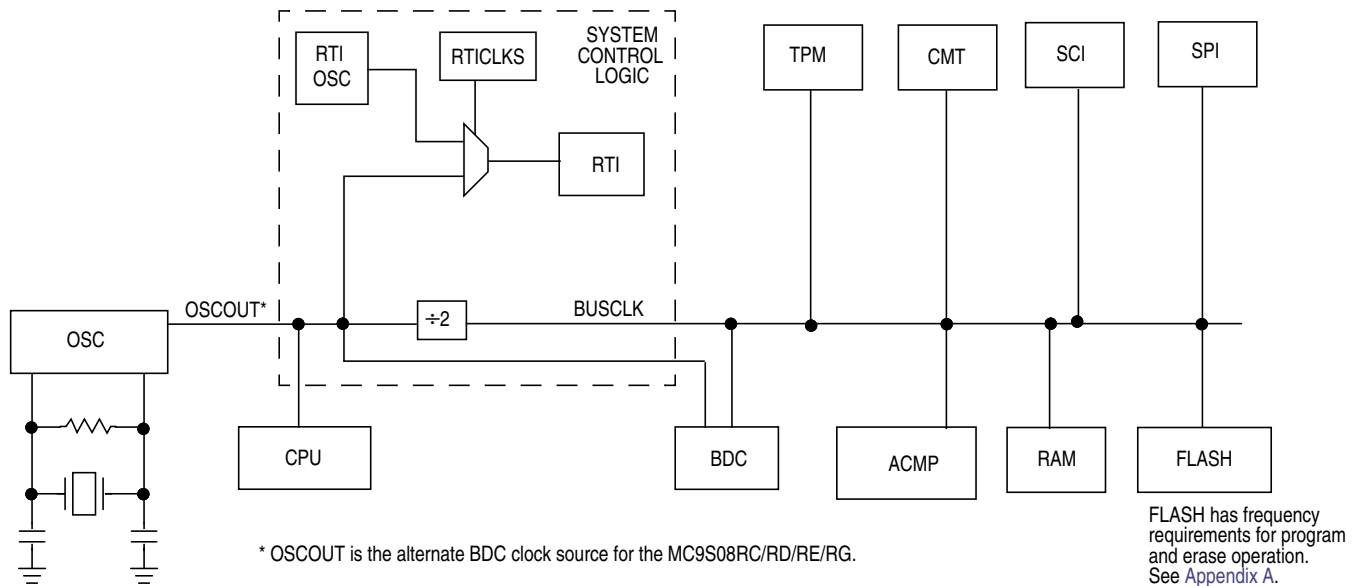 SYSTEM
CONTROL
LOGIC
RTI
OSC
RTICLKS
RTI
TPM
CMT
SCI
SPI
OSCOUT*
÷2
BUSCLK
OSC
CPU
BDC
ACMP
RAM
FLASH
* OSCOUT is the alternate BDC clock source for the MC9S08RC/RD/RE/RG.
FLASH has frequency
requirements for program
and erase operation.
See Appendix A.